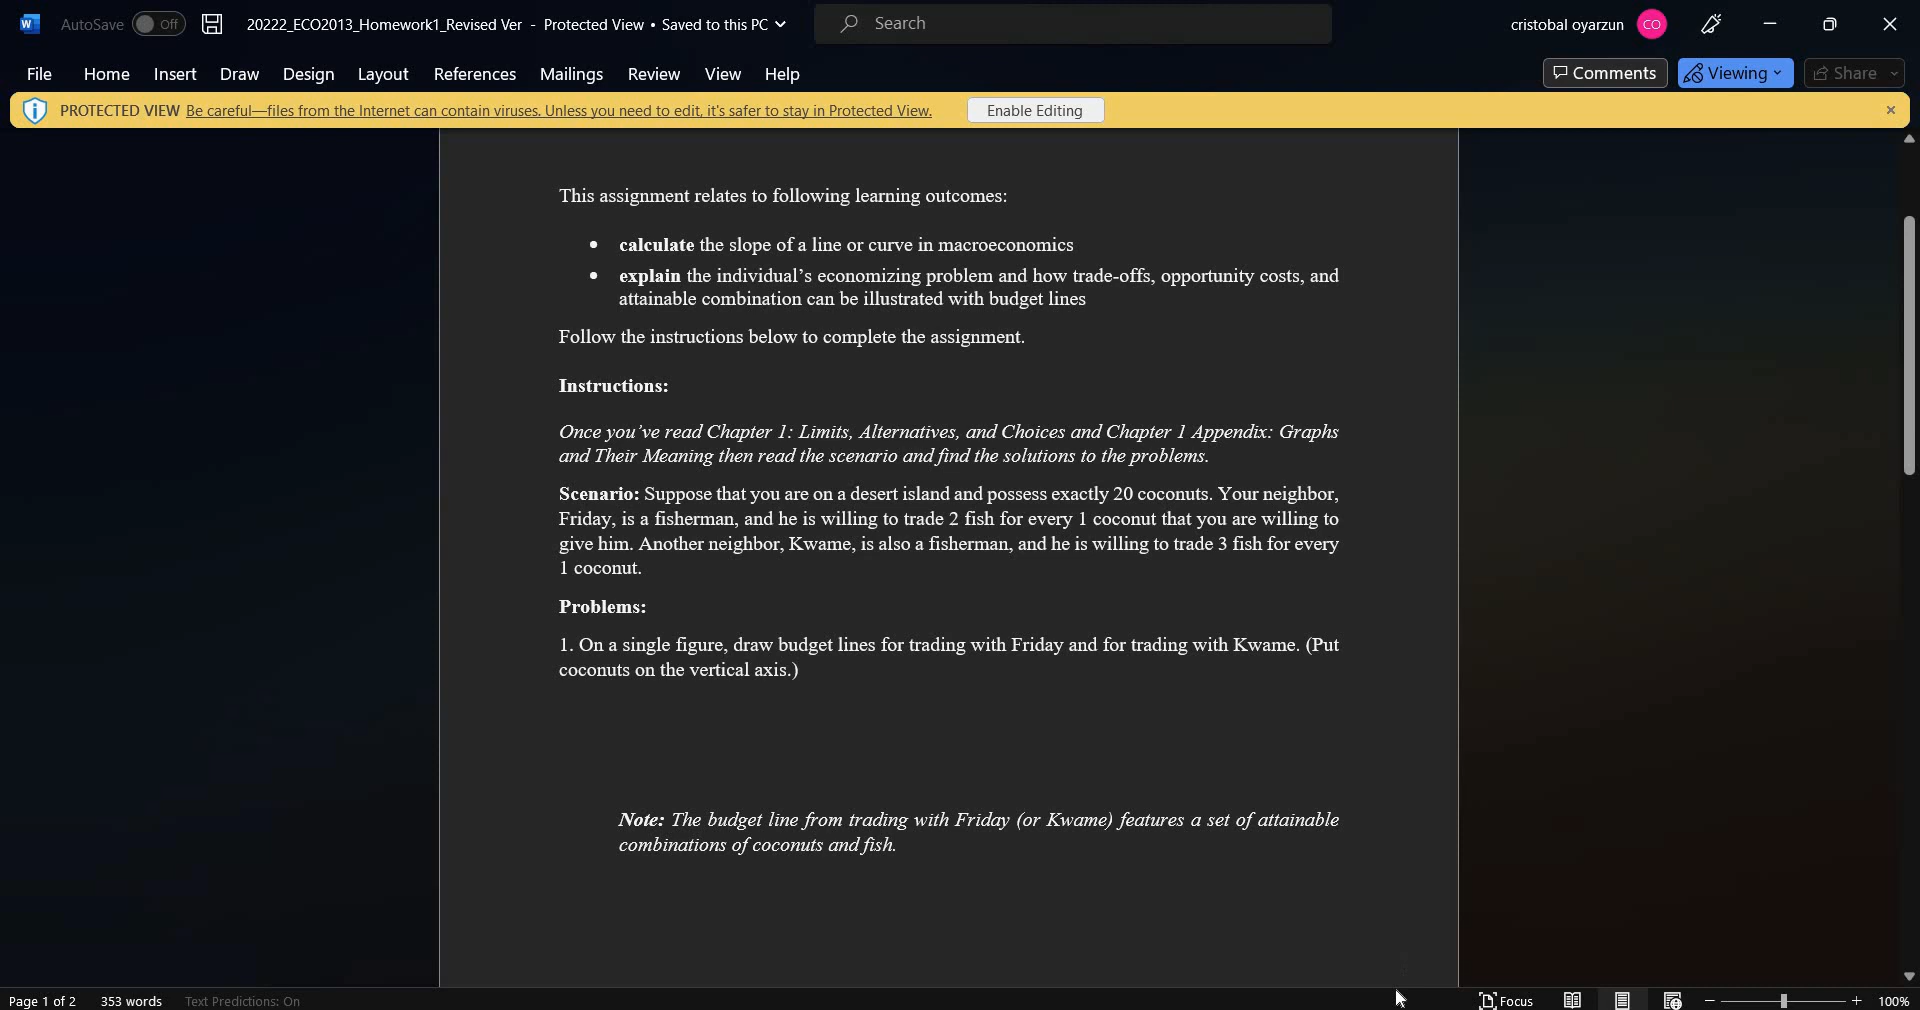 AutoSave Off 20222_ECO2013_Homework1_Revised Ver - Protected View • Saved to this PC Search cristobal oyarzun CO
File Home Insert Draw Design Layout References Mailings Review View Help Comments Viewing Share
PROTECTED VIEW Be careful—files from the Internet can contain viruses. Unless you need to edit, it's safer to stay in Protected View. Enable Editing
This assignment relates to following learning outcomes:
• calculate the slope of a line or curve in macroeconomics
• explain the individual’s economizing problem and how trade-offs, opportunity costs, and
attainable combination can be illustrated with budget lines
Follow the instructions below to complete the assignment.
Instructions:
Once you’ve read Chapter 1: Limits, Alternatives, and Choices and Chapter 1 Appendix: Graphs
and Their Meaning then read the scenario and find the solutions to the problems.
Scenario: Suppose that you are on a desert island and possess exactly 20 coconuts. Your neighbor,
Friday, is a fisherman, and he is willing to trade 2 fish for every 1 coconut that you are willing to
give him. Another neighbor, Kwame, is also a fisherman, and he is willing to trade 3 fish for every
1 coconut.
Problems:
1. On a single figure, draw budget lines for trading with Friday and for trading with Kwame. (Put
coconuts on the vertical axis.)
Note: The budget line from trading with Friday (or Kwame) features a set of attainable
combinations of coconuts and fish.
Page 1 of 2 353 words Text Predictions: On Focus 100%